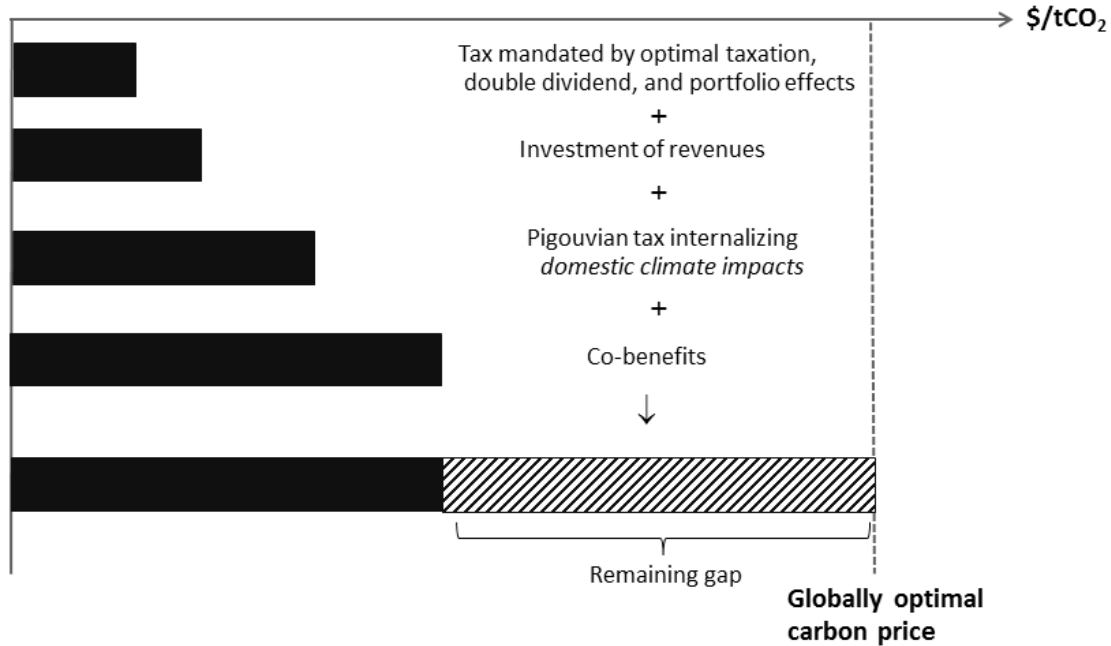 $/tCO₂
Tax mandated by optimal taxation,
double dividend, and portfolio effects
+
Investment of revenues
+
Pigouvian tax internalizing
domestic climate impacts
+
Co-benefits
↓
Remaining gap
Globally optimal
carbon price